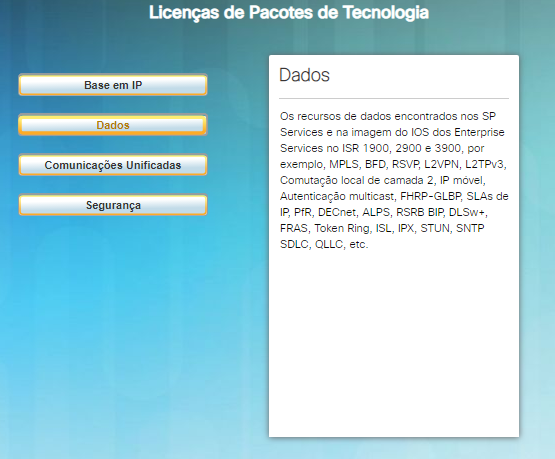 Licenças de Pacotes de Tecnologia
Base em IP
Dados
Comunicações Unificadas
Segurança
Dados
Os recursos de dados encontrados nos SP
Services e na imagem do IOS dos Enterprise
Services no ISR 1900, 2900 e 3900, por
exemplo, MPLS, BFD, RSVP, L2VPN, L2TPv3,
Comutação local de camada 2, IP móvel,
Autenticação multicast, FHRP-GLBP, SLAs de
IP, PfR, DECnet, ALPS, RSRB BIP, DLSw+,
FRAS, Token Ring, ISL, IPX, STUN, SNTP
SDLC, QLLC, etc.